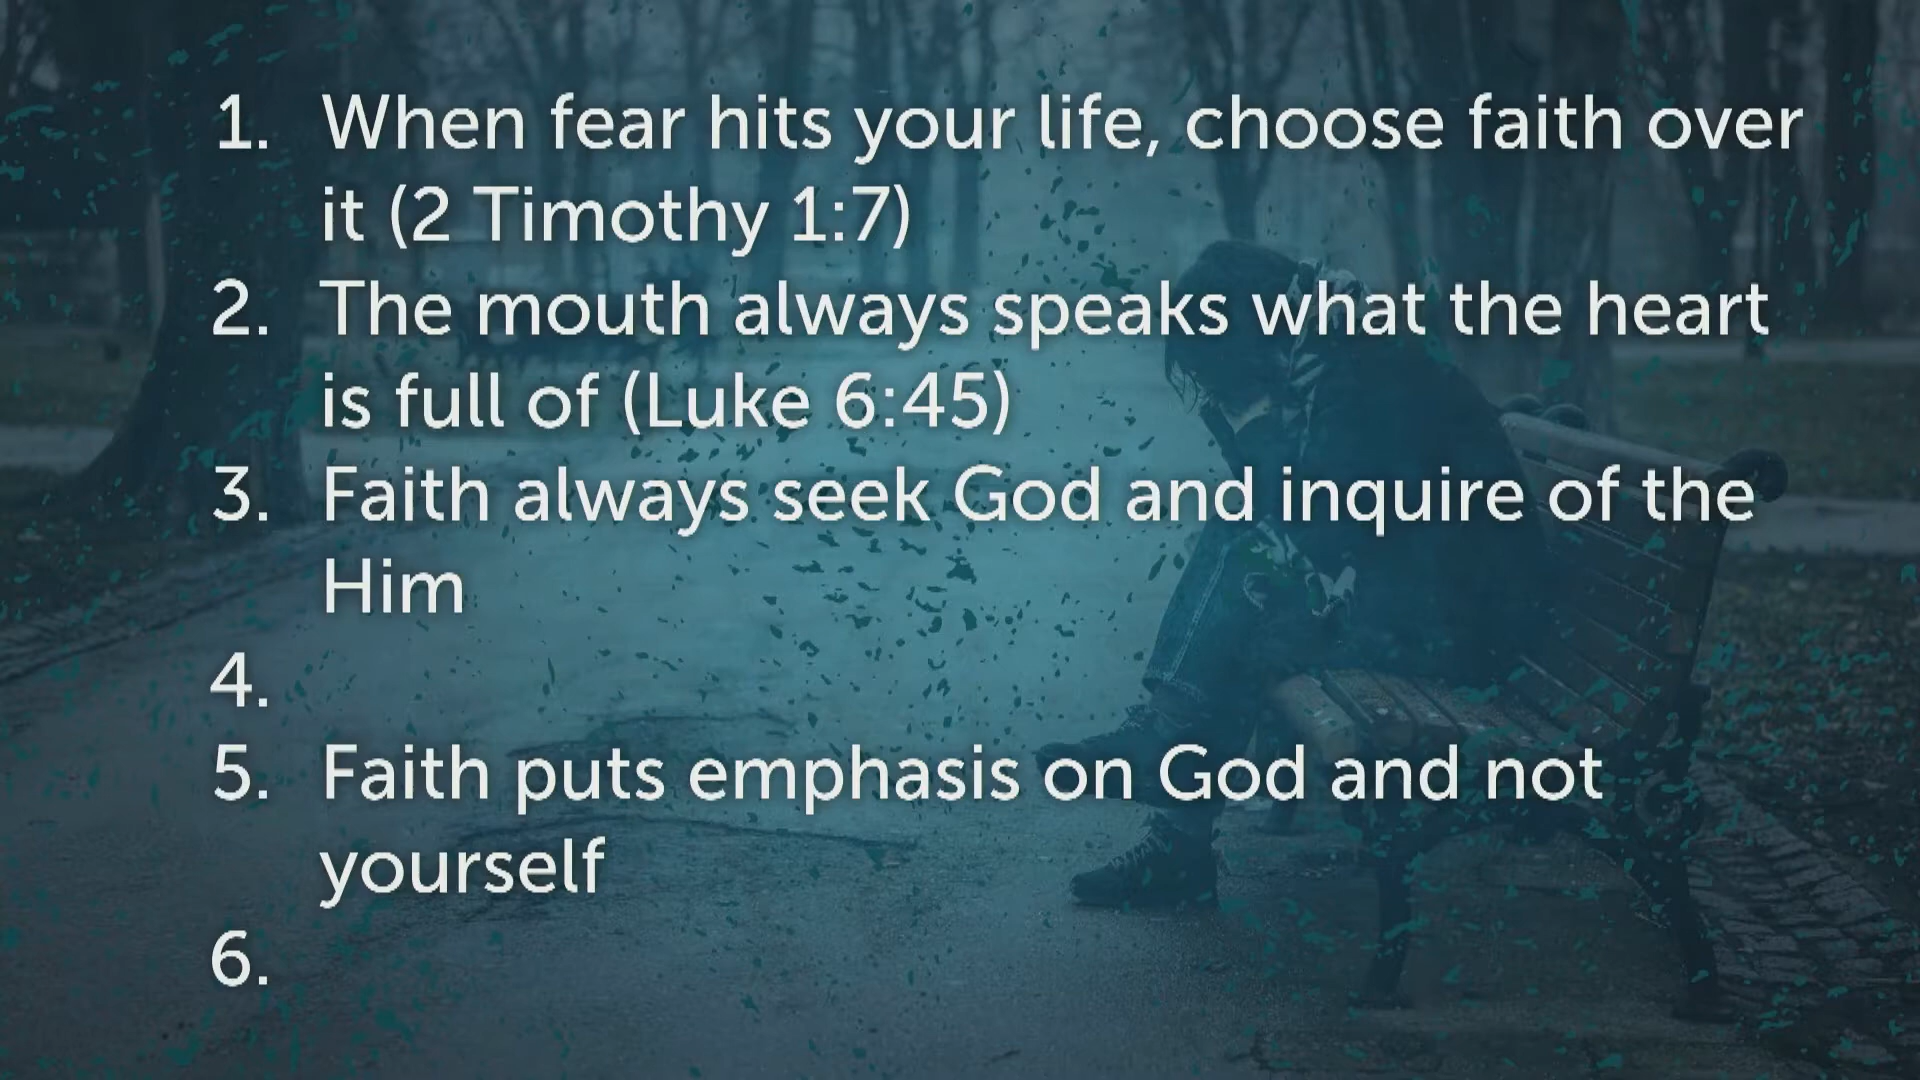 1. When fear hits your life, choose faith over
it (2 Timothy 1:7)
2. The mouth always speaks what the heart
is full of (Luke 6:45)
3. Faith always seek God and inquire of the
Him
4.
5. Faith puts emphasis on God and not
yourself
6.